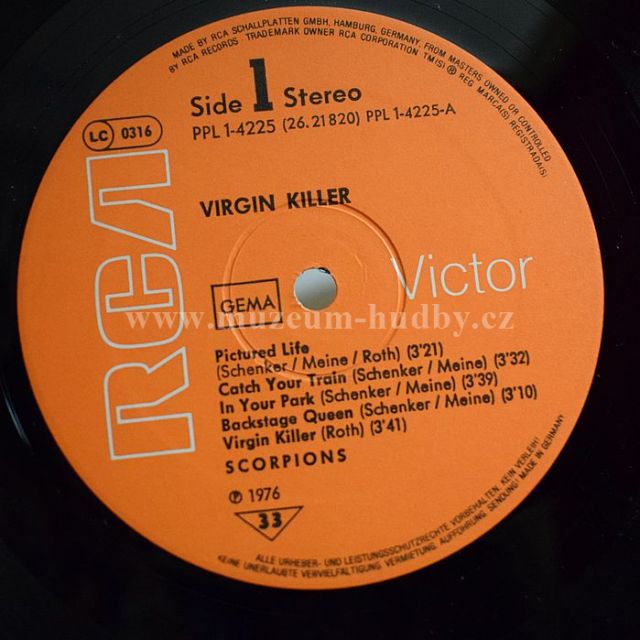 MADE BY RCA SCHALLPLATTEN GMBH, HAMBURG, GERMANY, FROM MASTERS OWNED OR CONTROLLED
BY RCA RECORDS TRADEMARK OWNER RCA CORPORATION TM(S) ® REG MARCA(S) REGISTRADA(S)
Side 1 Stereo
PPL 1-4225 (26.21 820) PPL 1-4225-A
LC 0316
VIRGIN KILLER
RCA
Victor
GEMA
www.muzeum-hudby.cz
Pictured Life
(Schenker / Meine / Roth) (3'21)
Catch Your Train (Schenker / Meine) (3'32)
In Your Park (Schenker / Meine) (3'39)
Backstage Queen (Schenker / Meine) (3'10)
Virgin Killer (Roth) (3'41)
SCORPIONS
℗ 1976
33
ALLE URHEBER- UND LEISTUNGSSCHUTZRECHTE VORBEHALTEN, KEIN VERLEIH!
KEINE UNERLAUBTE VERVIELFÄLTIGUNG, VERMIETUNG, AUFFÜHRUNG, SENDUNG! MADE IN GERMANY